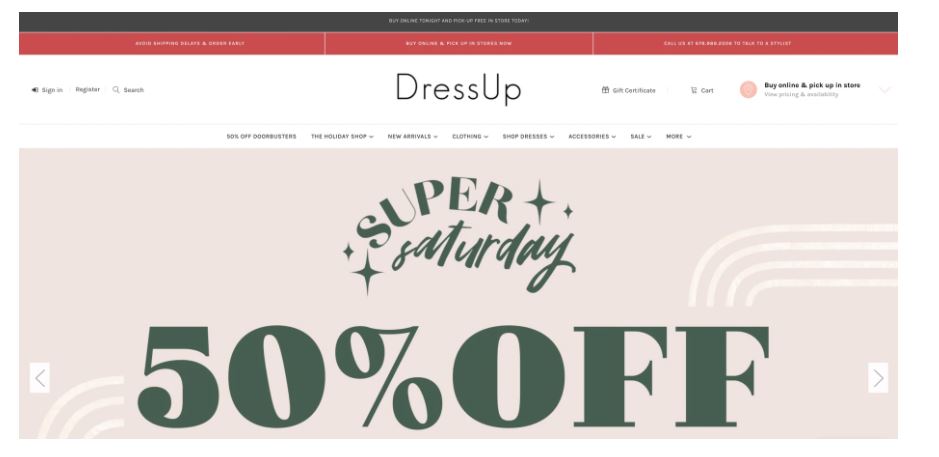 BUY ONLINE TONIGHT AND PICK-UP FREE IN STORE TODAY!
AVOID SHIPPING DELAYS & ORDER EARLY
BUY ONLINE & PICK UP IN STORES NOW
CALL US AT 678.980.2006 TO TALK TO A STYLIST
Sign in Register Search
DressUp
Gift Certificate Cart
Buy online & pick up in store
View pricing & availability
50% OFF DOORBUSTERS THE HOLIDAY SHOP NEW ARRIVALS CLOTHING SHOP DRESSES ACCESSORIES SALE MORE
SUPER
saturday
50% OFF